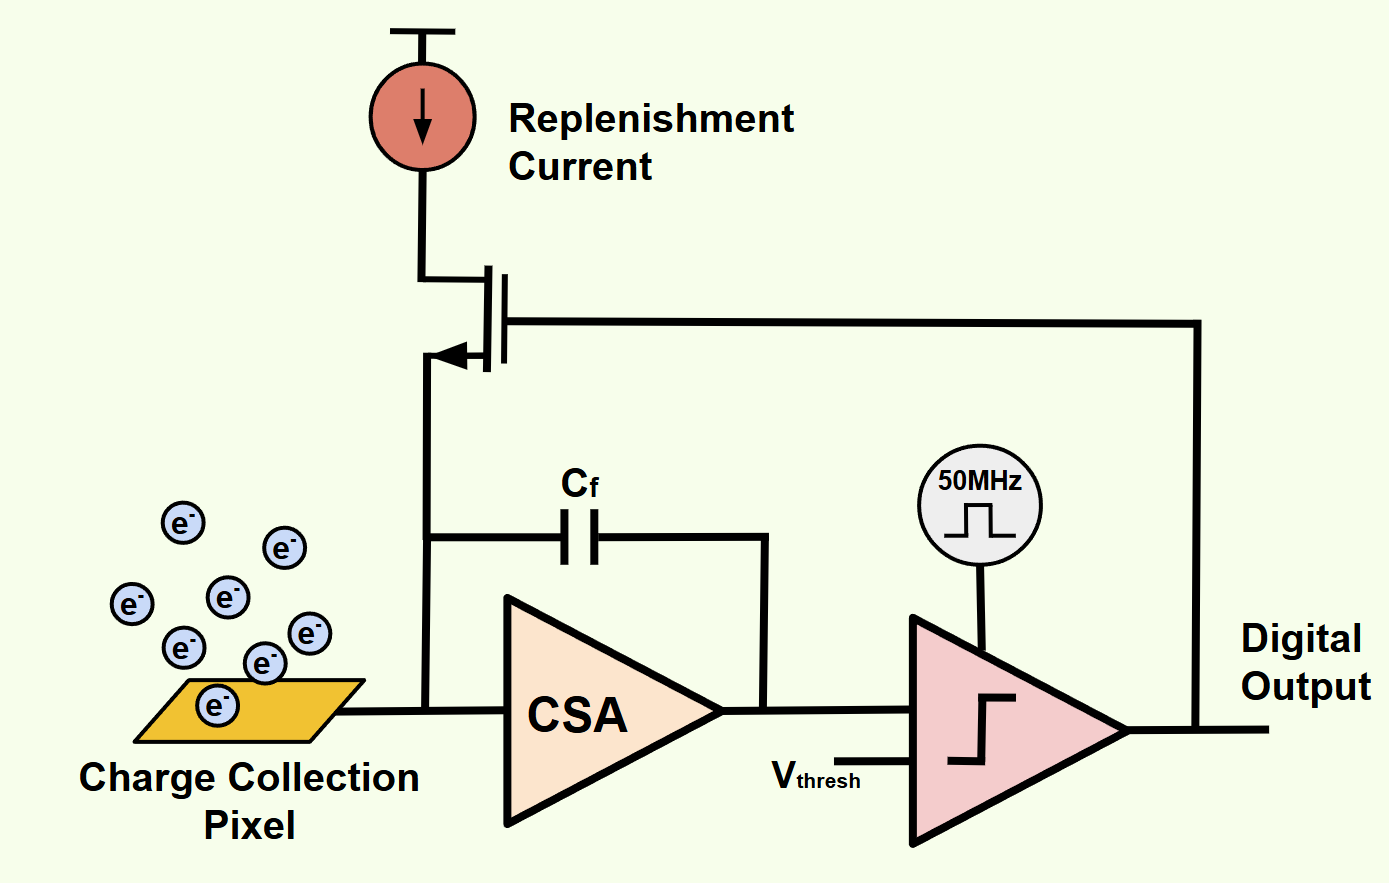 Replenishment
Current
Cf
50MHz
e-
e-
e-
e-
e-
e-
e-
e-
CSA
Vthresh
Digital
Output
Charge Collection
Pixel